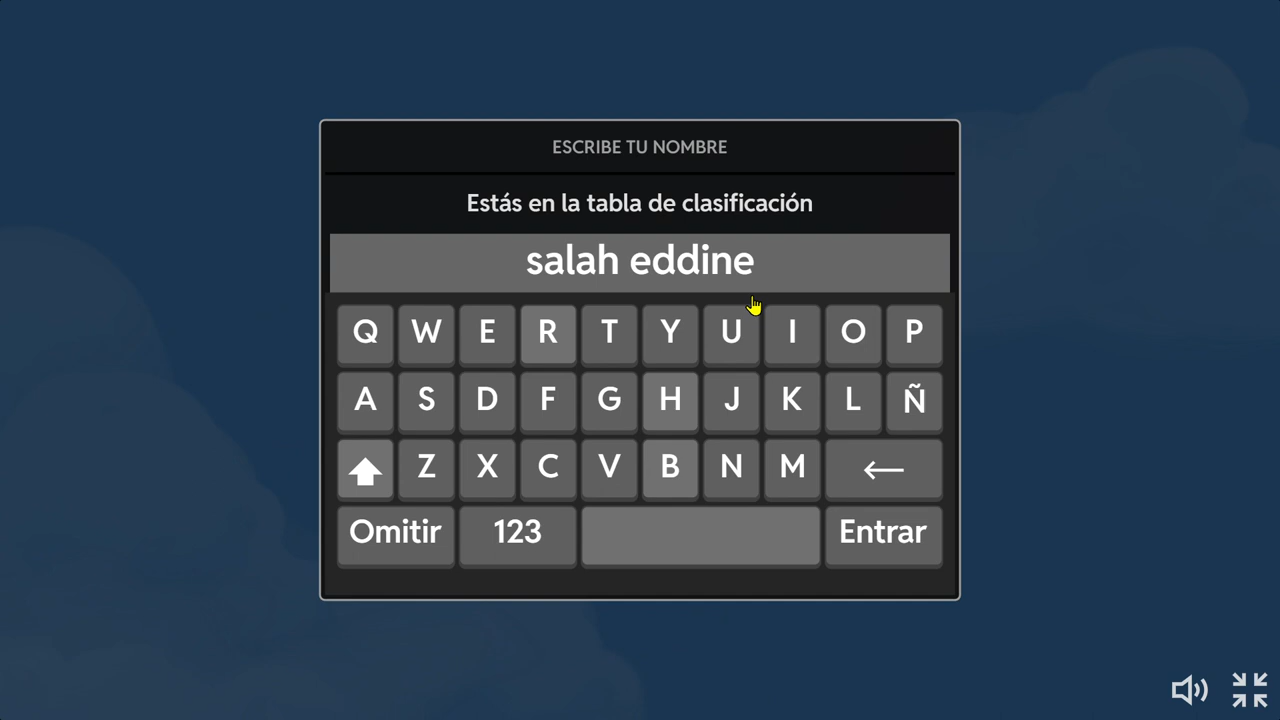 ESCRIBE TU NOMBRE
Estás en la tabla de clasificación
salah eddine
Q W E R T Y U I O P
A S D F G H J K L Ñ
Z X C V B N M
Omitir 123 Entrar